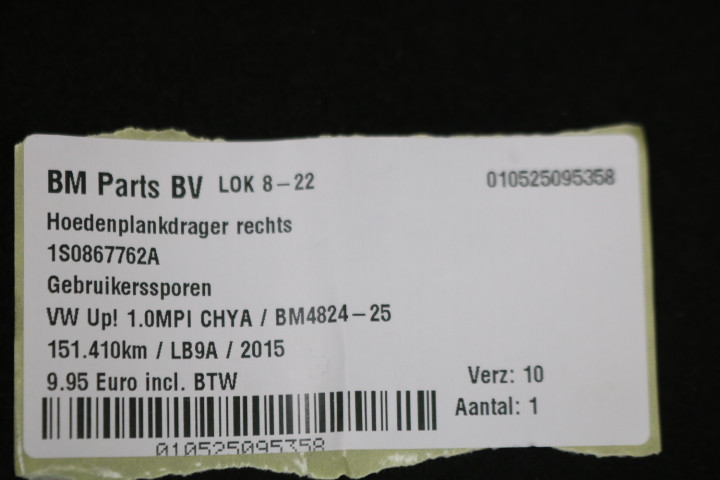 BM Parts BV LOK 8-22 010525095358
Hoedenplankdrager rechts
1S0867762A
Gebruikerssporen
VW Up! 1.0MPI CHYA / BM4824-25
151.410km / LB9A / 2015
9.95 Euro incl. BTW Verz: 10
Aantal: 1
010525095358